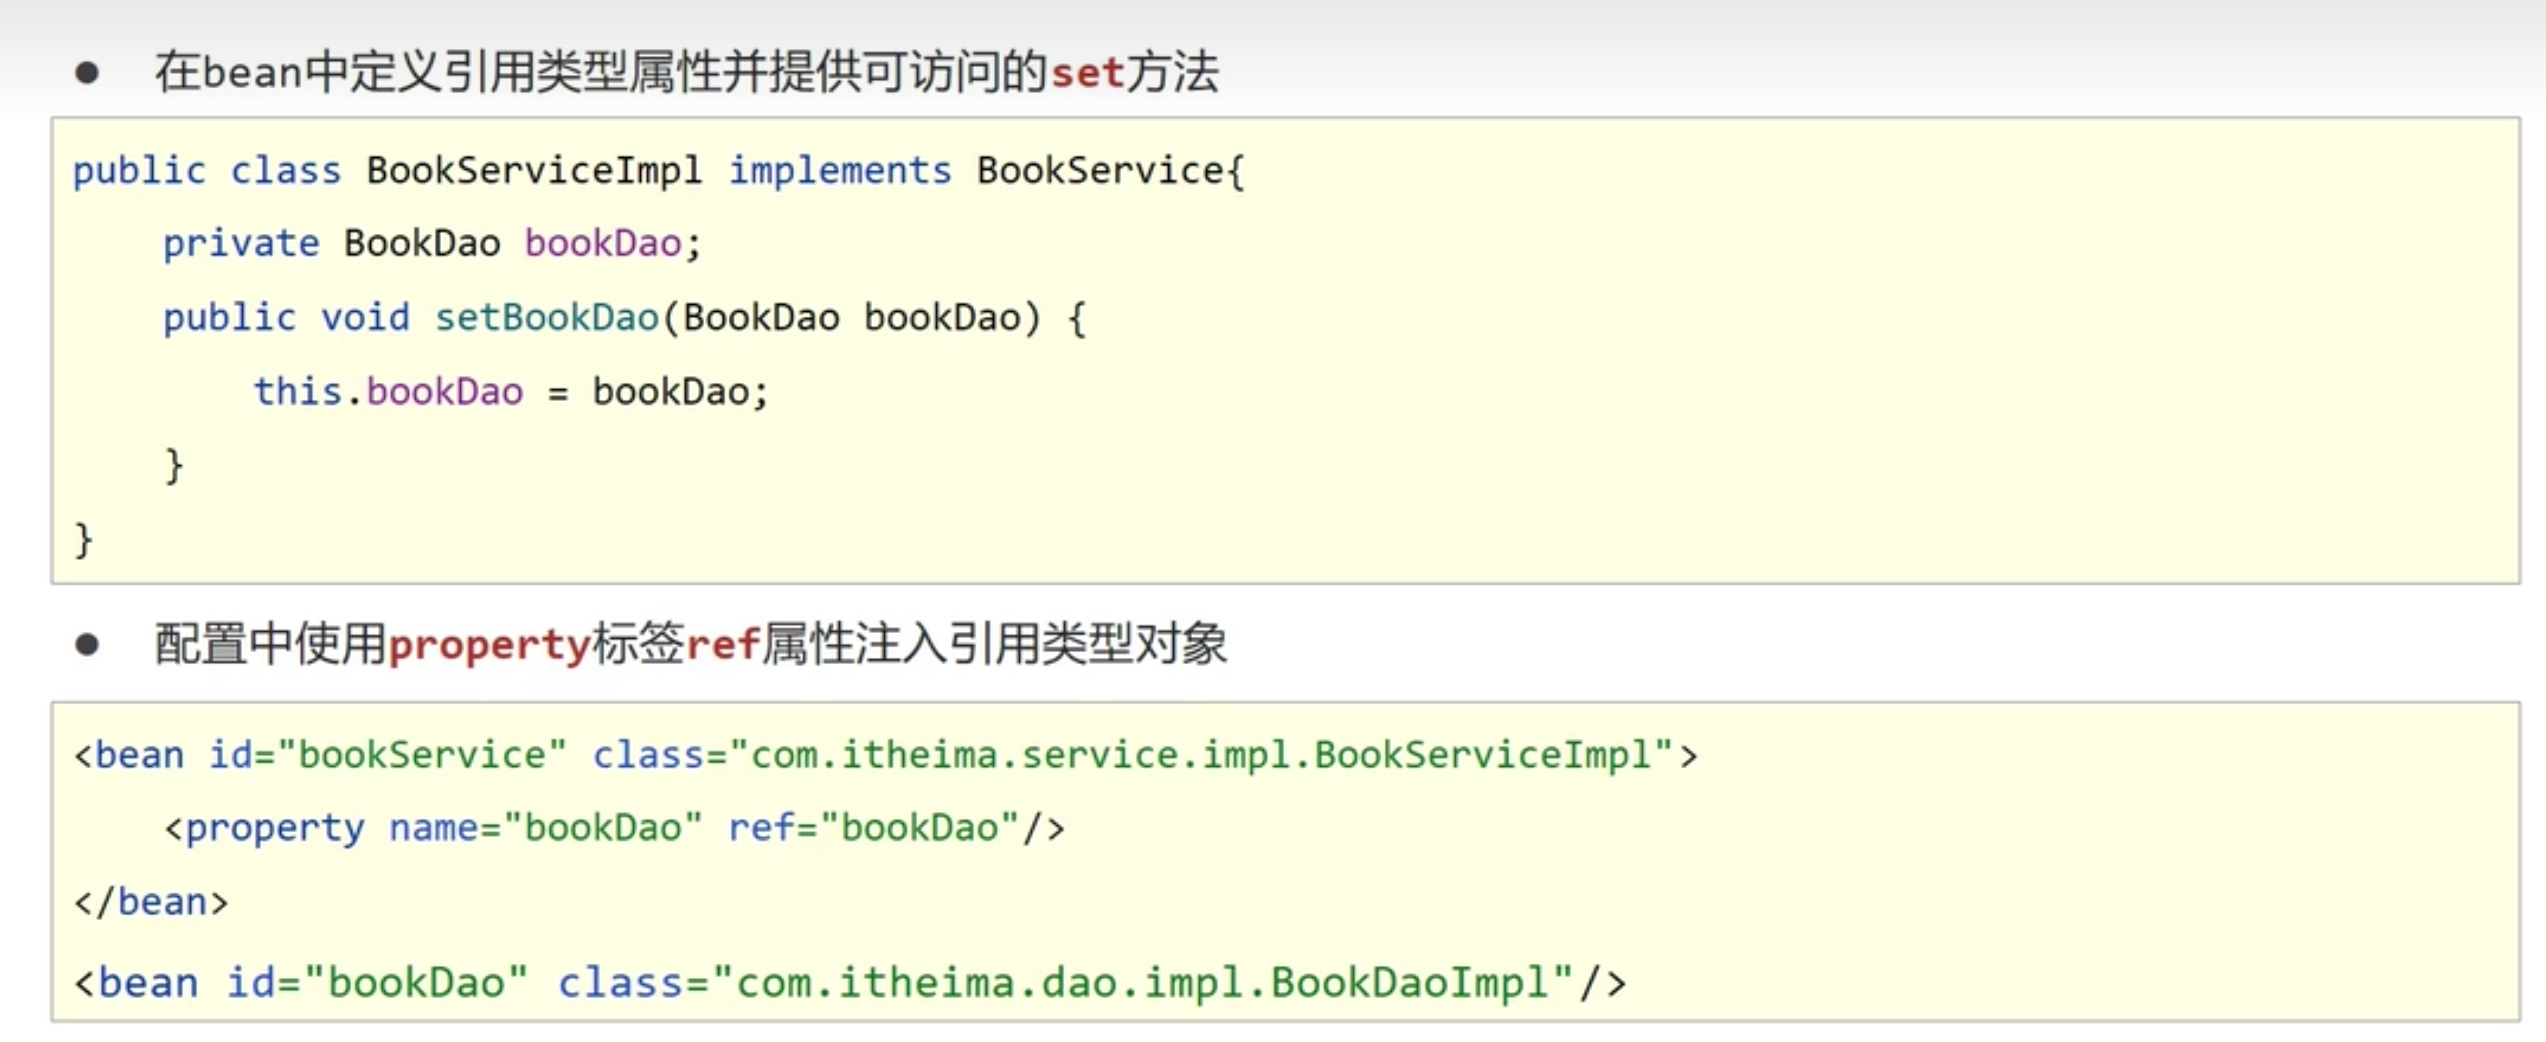 ● 在bean中定义引用类型属性并提供可访问的set方法
public class BookServiceImpl implements BookService{
    private BookDao bookDao;
    public void setBookDao(BookDao bookDao) {
        this.bookDao = bookDao;
    }
}
● 配置中使用property标签ref属性注入引用类型对象
<bean id="bookService" class="com.itheima.service.impl.BookServiceImpl">
    <property name="bookDao" ref="bookDao"/>
</bean>
<bean id="bookDao" class="com.itheima.dao.impl.BookDaoImpl"/>